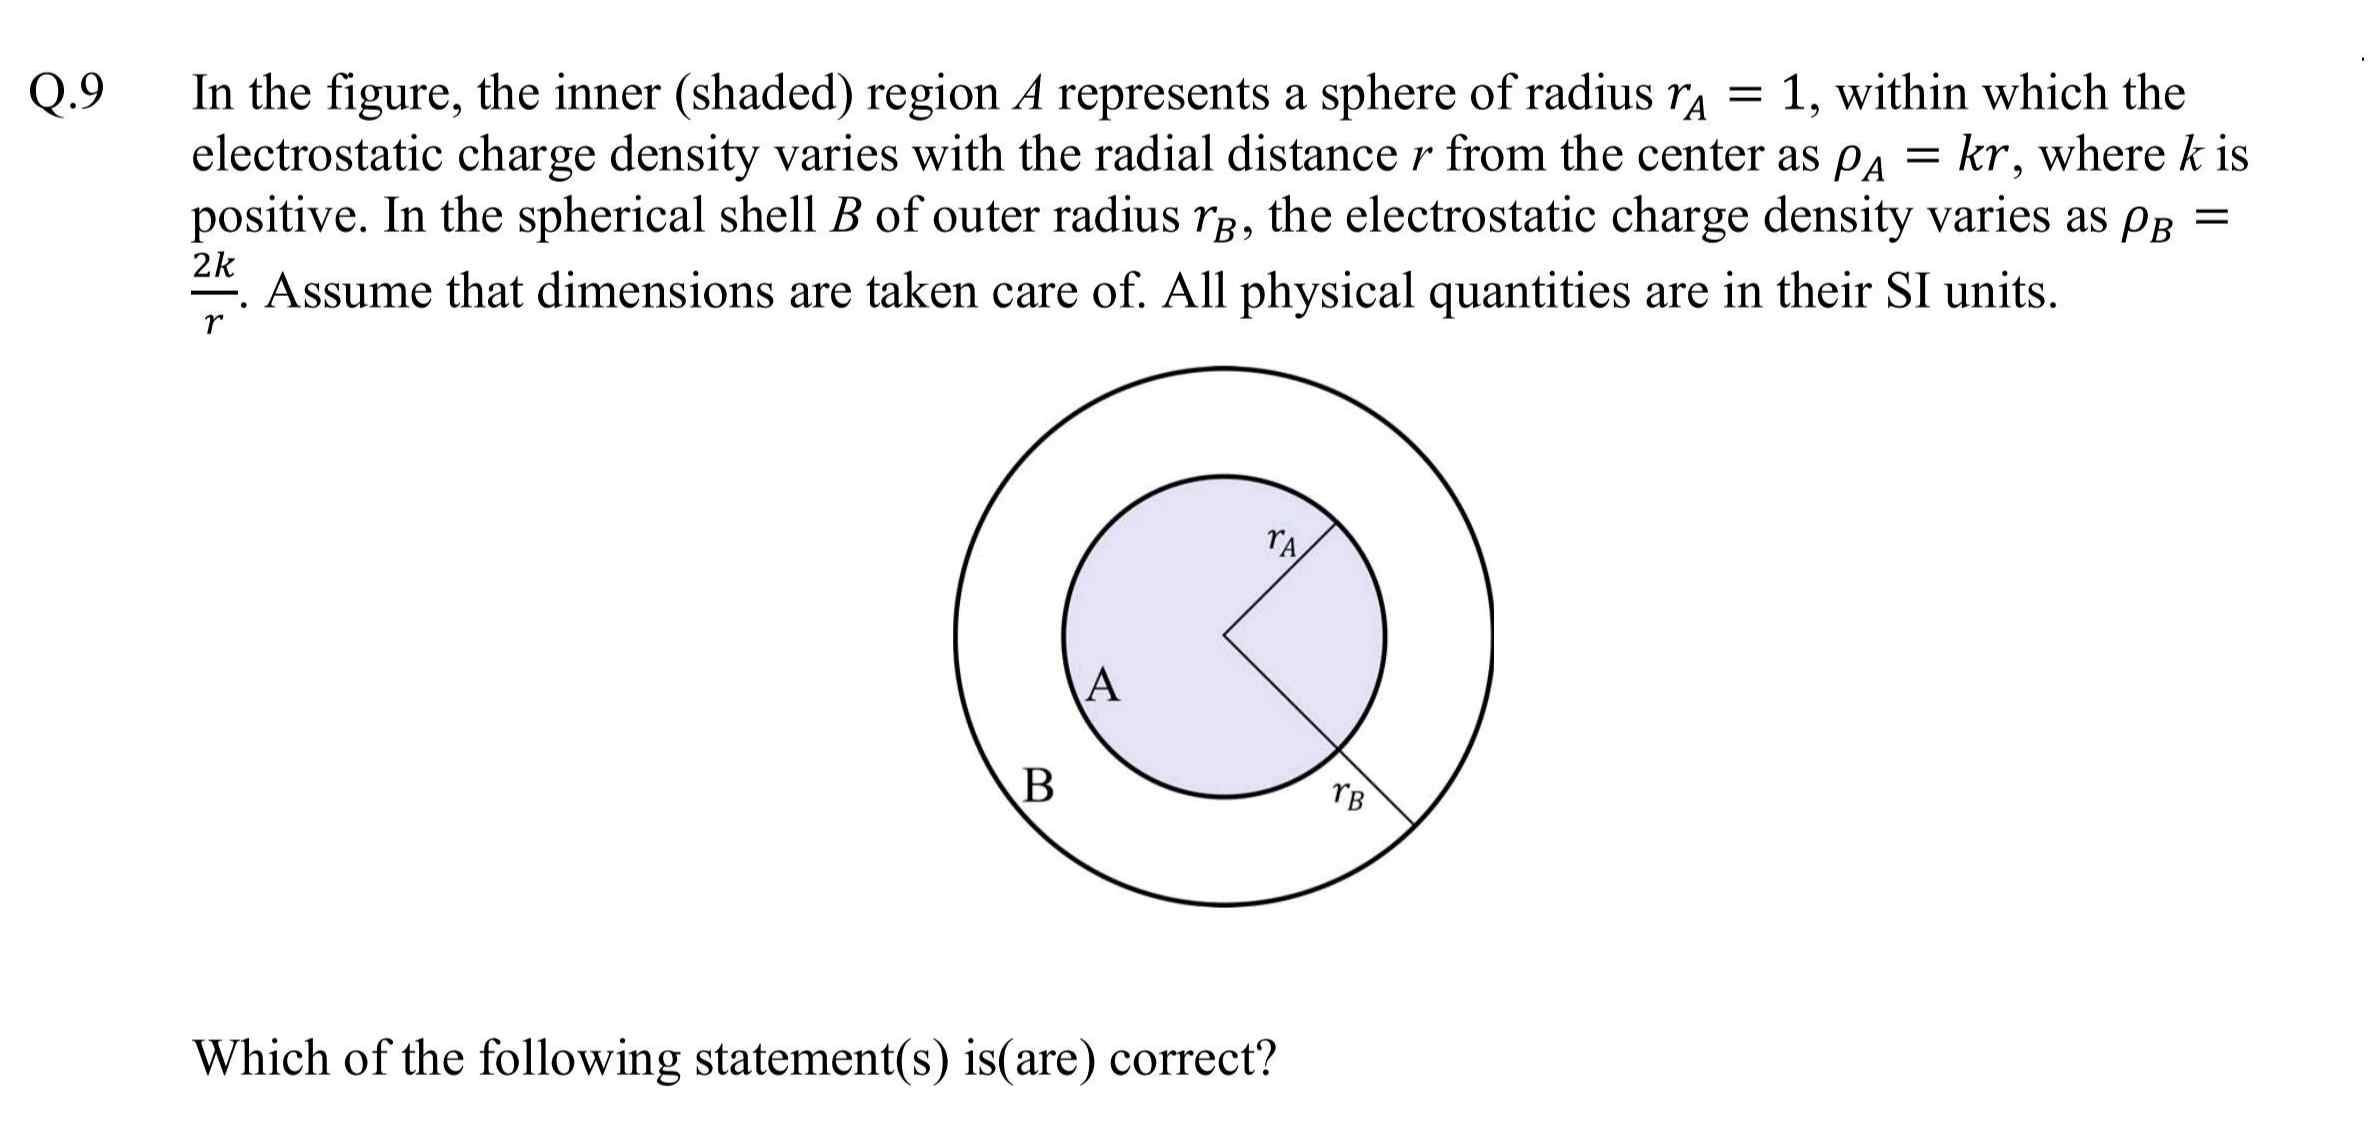 Q.9 In the figure, the inner (shaded) region A represents a sphere of radius r_A = 1, within which the
electrostatic charge density varies with the radial distance r from the center as ρ_A = kr, where k is
positive. In the spherical shell B of outer radius r_B, the electrostatic charge density varies as ρ_B =
2k/r. Assume that dimensions are taken care of. All physical quantities are in their SI units.
r_A
A
B
r_B
Which of the following statement(s) is(are) correct?